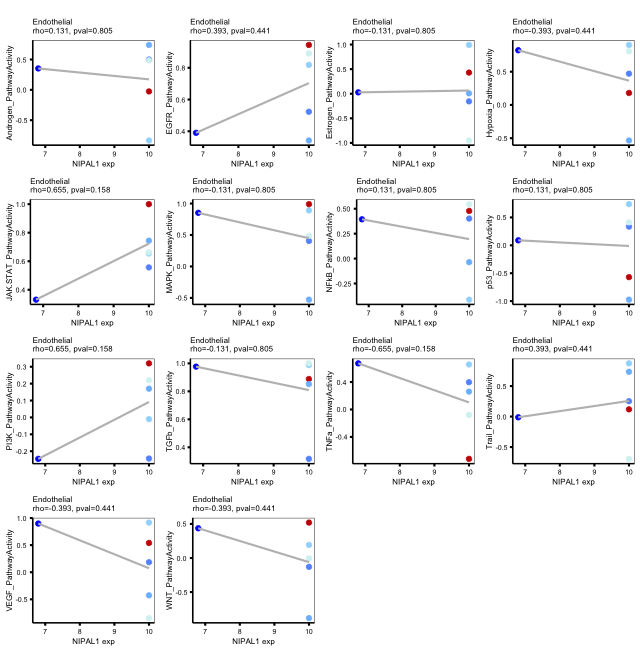 Endothelial
rho=0.131, pval=0.805
Androgen_PathwayActivity
0.5
0.0
-0.5
7 8 9 10
NIPAL1 exp
Endothelial
rho=0.393, pval=0.441
EGFR_PathwayActivity
0.8
0.6
0.4
7 8 9 10
NIPAL1 exp
Endothelial
rho=-0.131, pval=0.805
Estrogen_PathwayActivity
1.0
0.5
0.0
-0.5
-1.0
7 8 9 10
NIPAL1 exp
Endothelial
rho=-0.393, pval=0.441
Hypoxia_PathwayActivity
0.5
0.0
-0.5
7 8 9 10
NIPAL1 exp
Endothelial
rho=0.655, pval=0.158
JAK.STAT_PathwayActivity
1.0
0.8
0.6
0.4
7 8 9 10
NIPAL1 exp
Endothelial
rho=-0.131, pval=0.805
MAPK_PathwayActivity
1.0
0.5
0.0
-0.5
7 8 9 10
NIPAL1 exp
Endothelial
rho=0.131, pval=0.805
NFkB_PathwayActivity
0.50
0.25
0.00
-0.25
7 8 9 10
NIPAL1 exp
Endothelial
rho=0.131, pval=0.805
p53_PathwayActivity
0.5
0.0
-0.5
-1.0
7 8 9 10
NIPAL1 exp
Endothelial
rho=0.655, pval=0.158
PI3K_PathwayActivity
0.3
0.2
0.1
0.0
-0.1
-0.2
7 8 9 10
NIPAL1 exp
Endothelial
rho=-0.131, pval=0.805
TGFb_PathwayActivity
1.0
0.8
0.6
0.4
7 8 9 10
NIPAL1 exp
Endothelial
rho=-0.655, pval=0.158
TNFa_PathwayActivity
0.4
0.0
-0.4
7 8 9 10
NIPAL1 exp
Endothelial
rho=0.393, pval=0.441
Trail_PathwayActivity
0.5
0.0
-0.5
7 8 9 10
NIPAL1 exp
Endothelial
rho=-0.393, pval=0.441
VEGF_PathwayActivity
1.0
0.5
0.0
-0.5
7 8 9 10
NIPAL1 exp
Endothelial
rho=-0.393, pval=0.441
WNT_PathwayActivity
0.5
0.0
-0.5
7 8 9 10
NIPAL1 exp